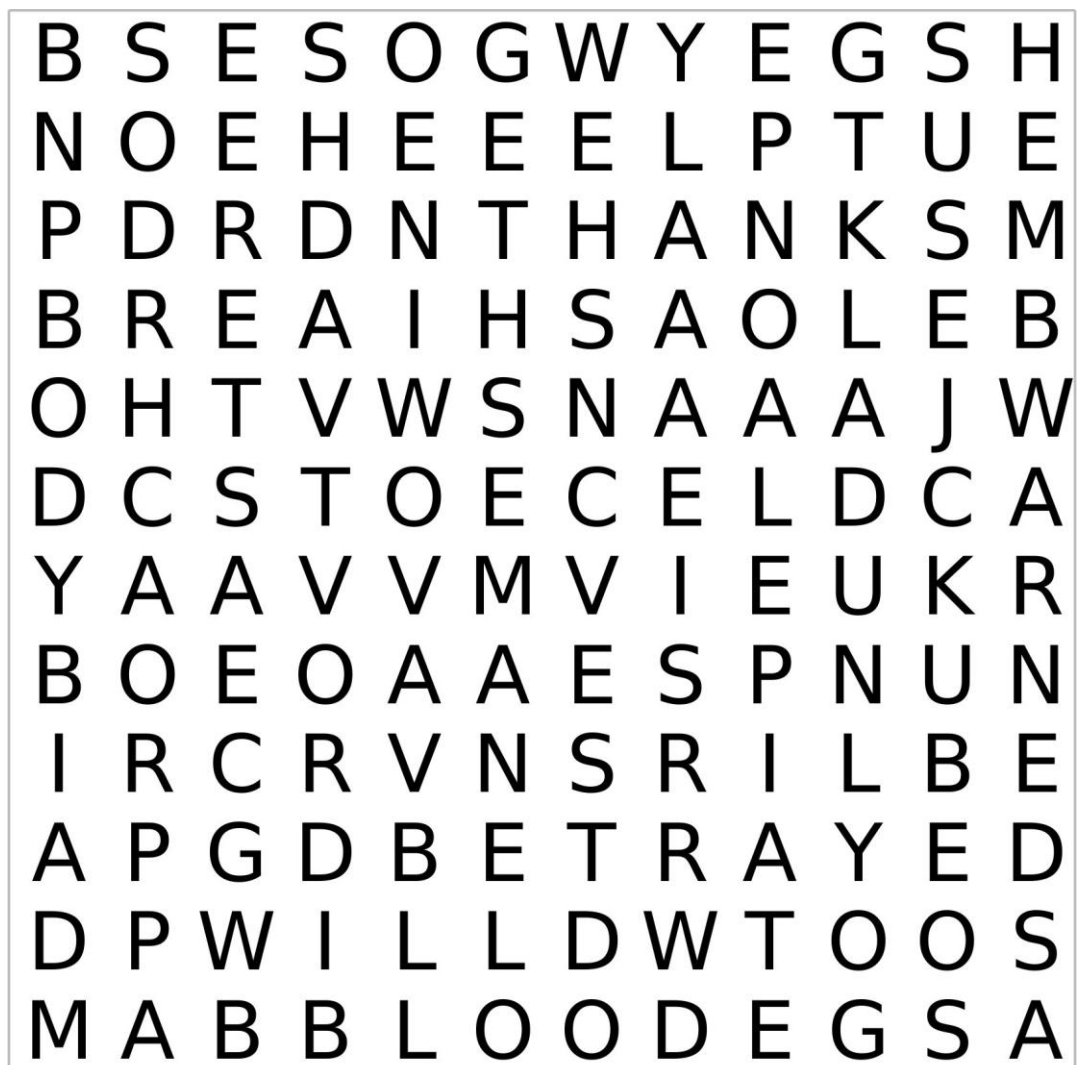 B S E S O G W Y E G S H
N O E H E E E L P T U E
P D R D N T H A N K S M
B R E A I H S A O L E B
O H T V W S N A A A J W
D C S T O E C E L D C A
Y A A V V M V I E U K R
B O E O A A E S P N U N
I R C R V N S R I L B E
A P G D B E T R A Y E D
D P W I L L D W T O O S
M A B B L O O D E G S A